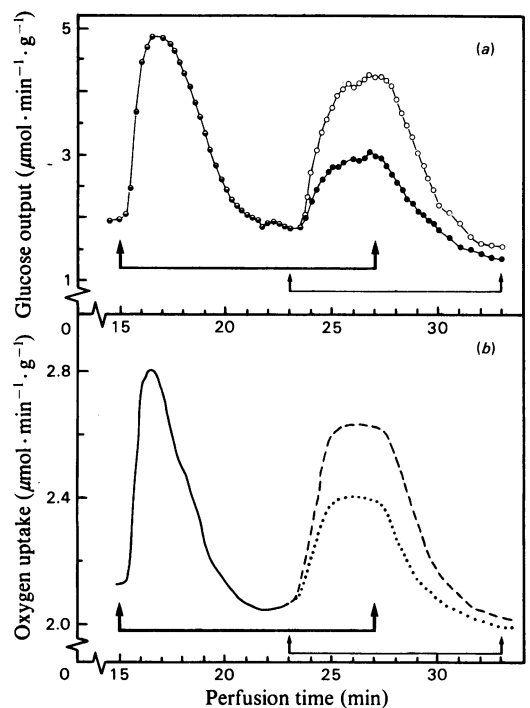 Glucose output (μmol · min⁻¹ · g⁻¹)
5
3
1
0
(a)
15 20 25 30
Oxygen uptake (μmol · min⁻¹ · g⁻¹)
2.8
2.4
2.0
0
(b)
15 20 25 30
Perfusion time (min)